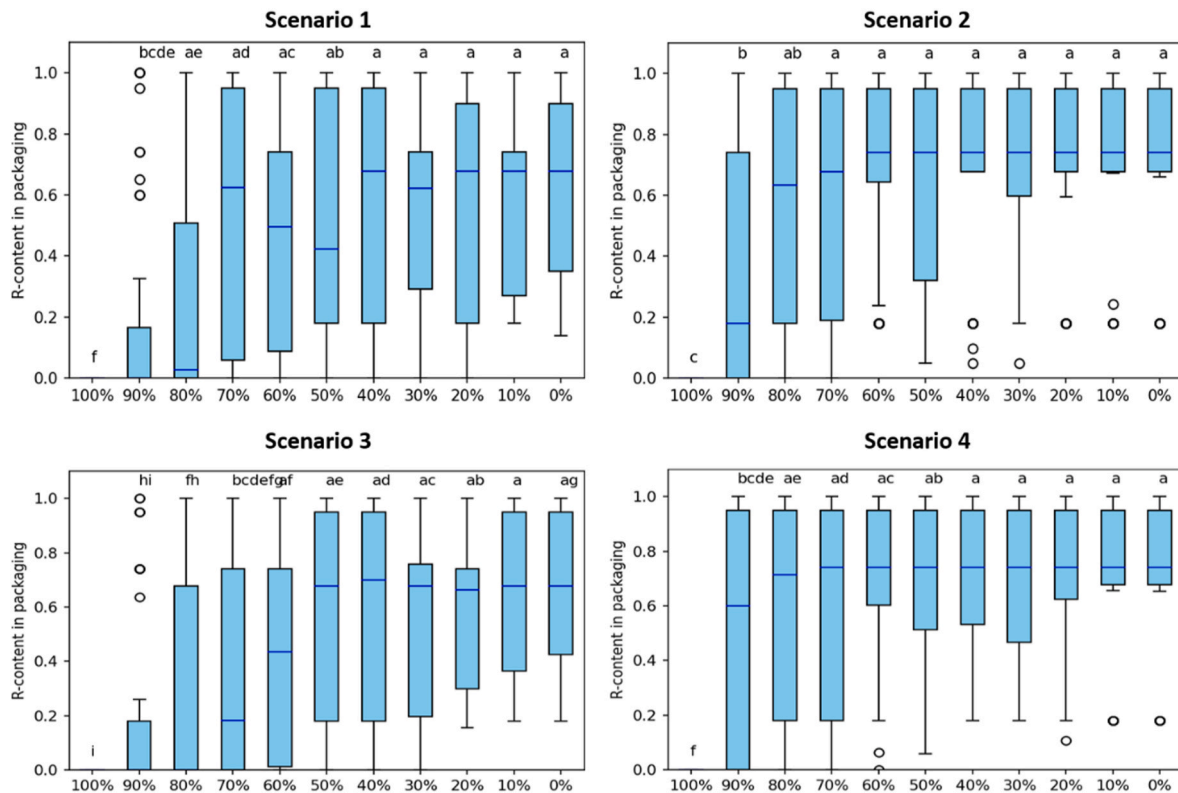 Scenario 1
bcde ae ad ac ab a a a a a
R-content in packaging
1.0
0.8
0.6
0.4
0.2
0.0
f
100% 90% 80% 70% 60% 50% 40% 30% 20% 10% 0%
Scenario 2
b ab a a a a a a a a
R-content in packaging
1.0
0.8
0.6
0.4
0.2
0.0
c
100% 90% 80% 70% 60% 50% 40% 30% 20% 10% 0%
Scenario 3
hi fh bcdefg af ae ad ac ab a ag
R-content in packaging
1.0
0.8
0.6
0.4
0.2
0.0
i
100% 90% 80% 70% 60% 50% 40% 30% 20% 10% 0%
Scenario 4
bcde ae ad ac ab a a a a a
R-content in packaging
1.0
0.8
0.6
0.4
0.2
0.0
f
100% 90% 80% 70% 60% 50% 40% 30% 20% 10% 0%